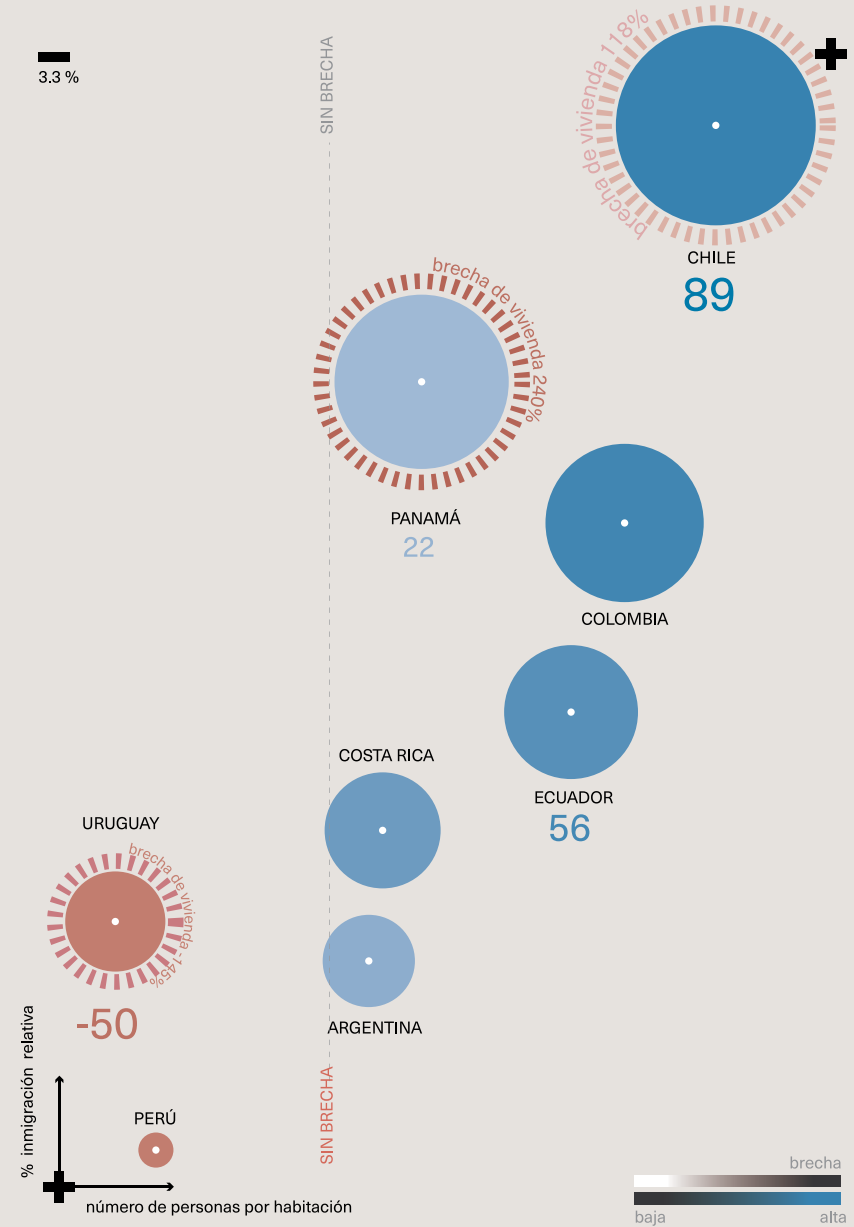 3.3 %
SIN BRECHA
brecha de vivienda 118%
CHILE
89
brecha de vivienda 240%
PANAMÁ
22
COLOMBIA
COSTA RICA
ECUADOR
56
URUGUAY
brecha de vivienda -145%
-50
ARGENTINA
% inmigración relativa
PERÚ
SIN BRECHA
número de personas por habitación
brecha
baja alta